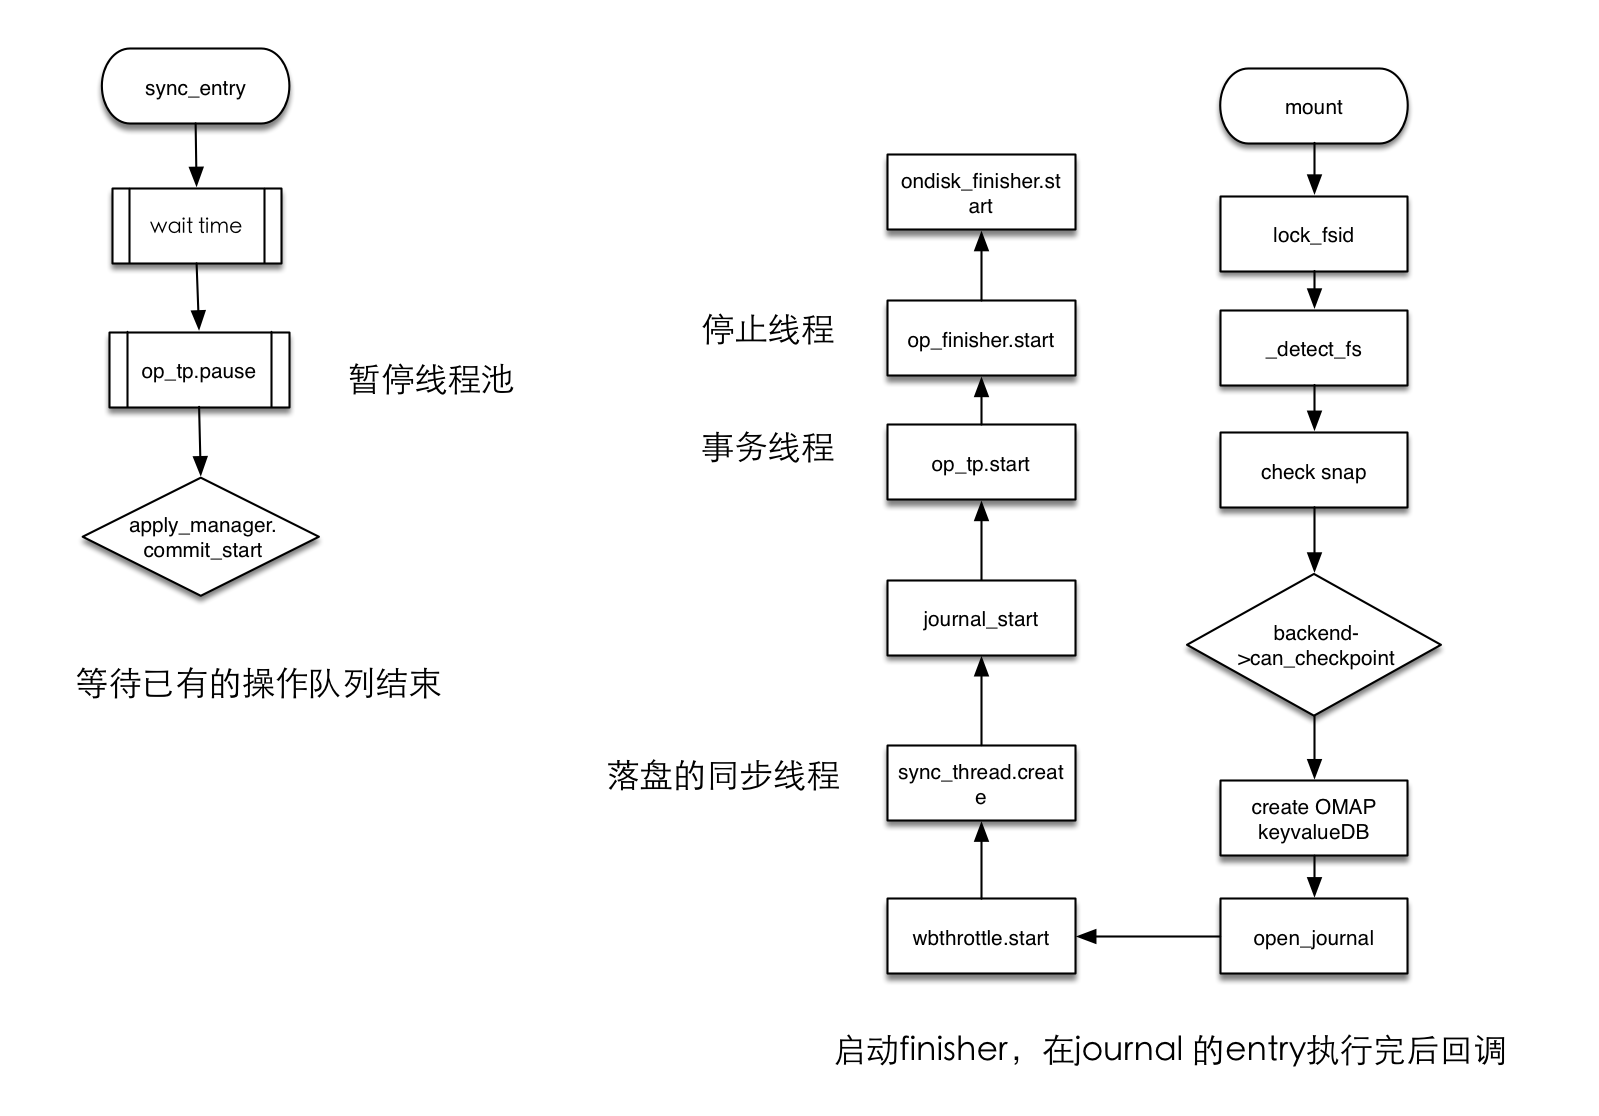 sync_entry
wait time
op_tp.pause
暂停线程池
apply_manager.
commit_start
等待已有的操作队列结束
mount
lock_fsid
_detect_fs
check snap
backend-
>can_checkpoint
create OMAP
keyvalueDB
open_journal
wbthrottle.start
落盘的同步线程
sync_thread.creat
e
journal_start
事务线程
op_tp.start
停止线程
op_finisher.start
ondisk_finisher.st
art
启动finisher，在journal 的entry执行完后回调